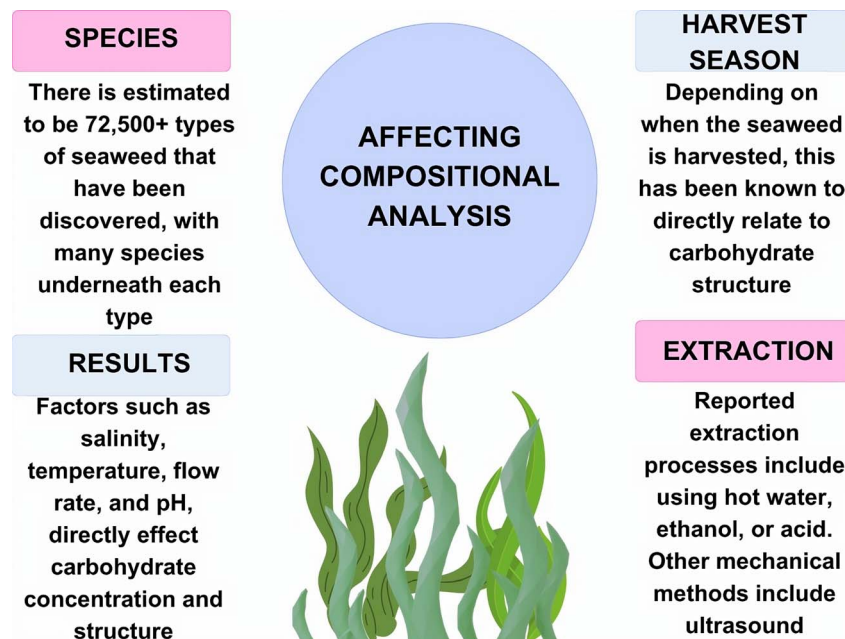 SPECIES
There is estimated
to be 72,500+ types
of seaweed that
have been
discovered, with
many species
underneath each
type
AFFECTING
COMPOSITIONAL
ANALYSIS
HARVEST
SEASON
Depending on
when the seaweed
is harvested, this
has been known to
directly relate to
carbohydrate
structure
RESULTS
Factors such as
salinity,
temperature, flow
rate, and pH,
directly effect
carbohydrate
concentration and
structure
EXTRACTION
Reported
extraction
processes include
using hot water,
ethanol, or acid.
Other mechanical
methods include
ultrasound